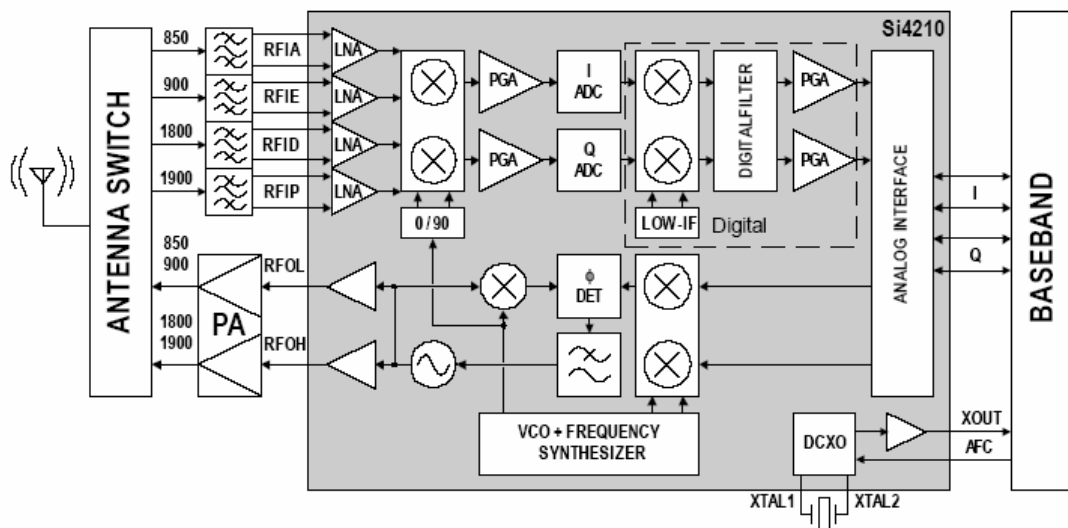 Si4210
ANTENNA SWITCH
850
900
1800
1900
RFIA
RFIE
RFID
RFIP
LNA
LNA
LNA
LNA
PGA
PGA
I
ADC
Q
ADC
DIGITALFILTER
PGA
PGA
0 / 90
LOW-IF
Digital
ANALOG INTERFACE
I
Q
BASEBAND
850
900
1800
1900
PA
RFOL
RFOH
ϕ
DET
VCO + FREQUENCY
SYNTHESIZER
DCXO
XOUT
AFC
XTAL1
XTAL2